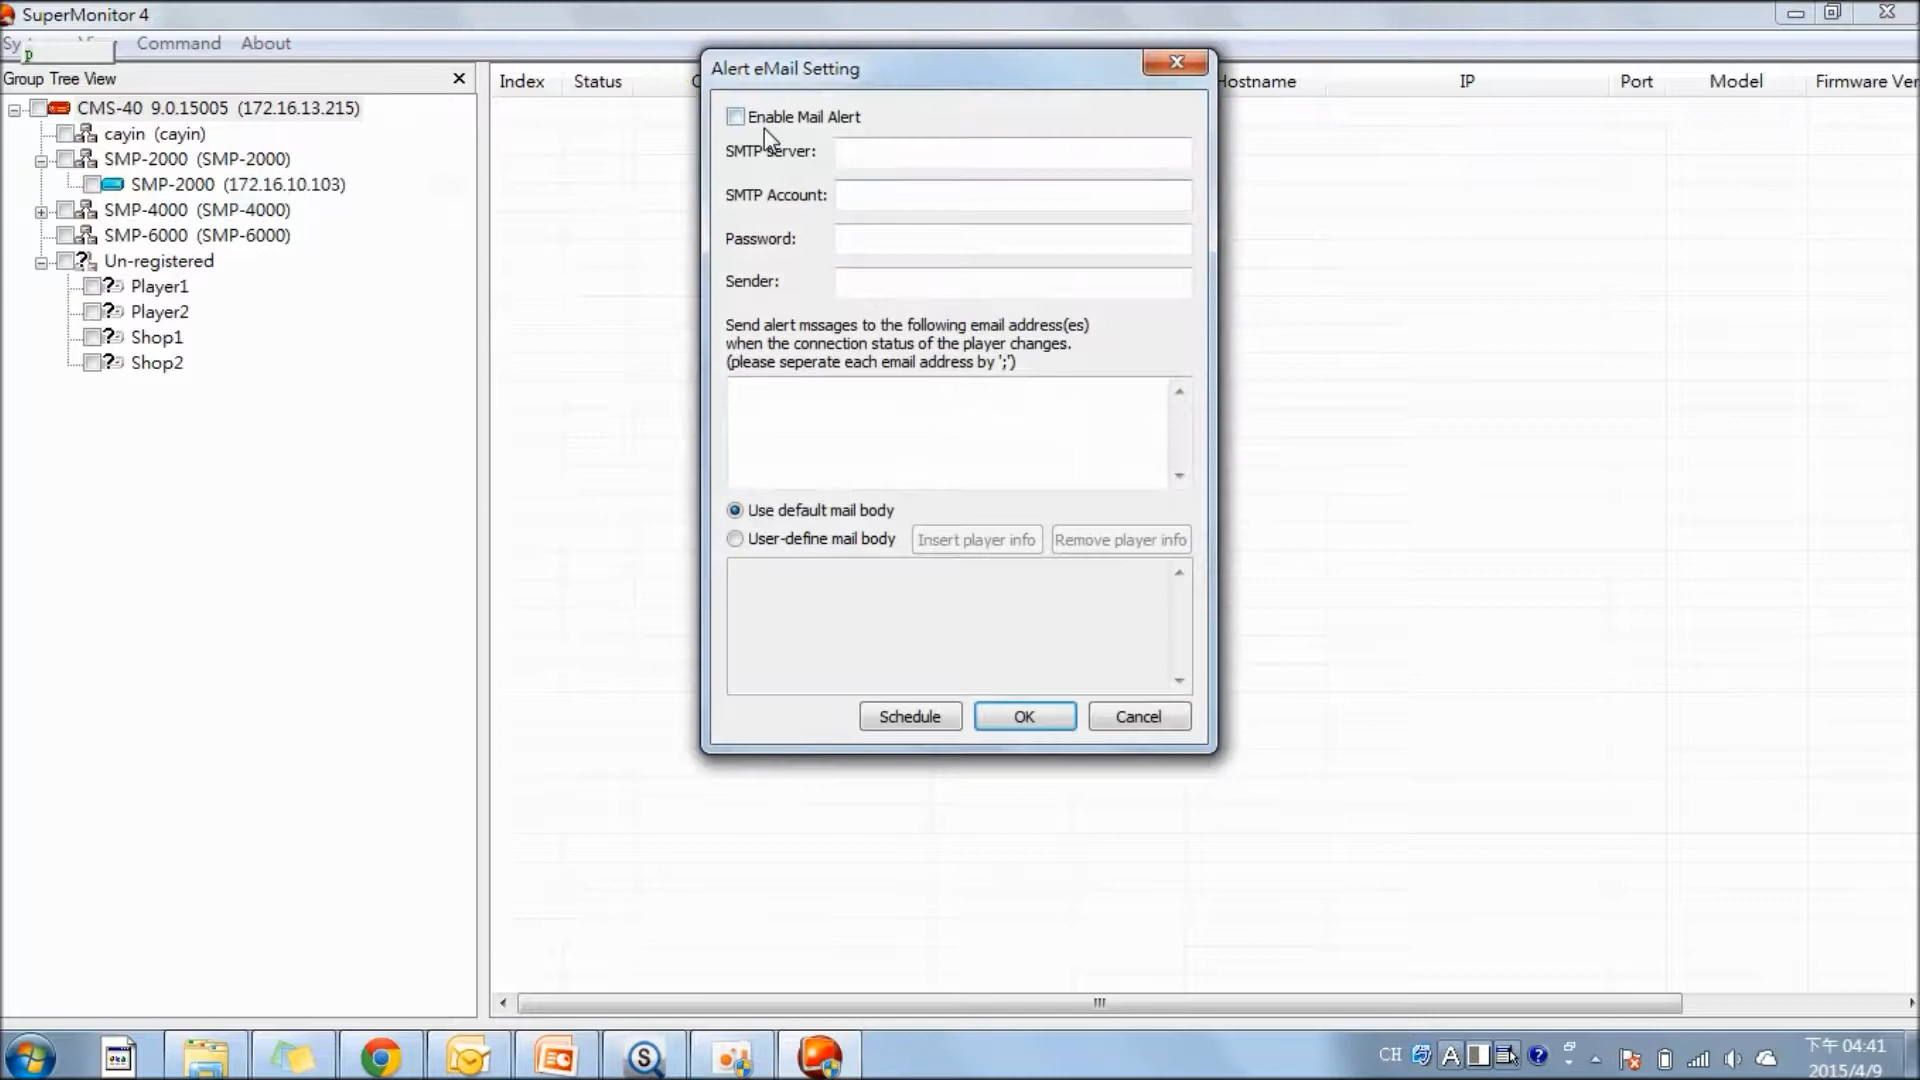 SuperMonitor 4
Sy View Command About
p
Group Tree View
CMS-40 9.0.15005 (172.16.13.215)
cayin (cayin)
SMP-2000 (SMP-2000)
SMP-2000 (172.16.10.103)
SMP-4000 (SMP-4000)
SMP-6000 (SMP-6000)
Un-registered
Player1
Player2
Shop1
Shop2
Index Status Hostname IP Port Model Firmware Ver
Alert eMail Setting
Enable Mail Alert
SMTP Server:
SMTP Account:
Password:
Sender:
Send alert mssages to the following email address(es)
when the connection status of the player changes.
(please seperate each email address by ';')
Use default mail body
User-define mail body Insert player info Remove player info
Schedule OK Cancel
CH A
下午 04:41
2015/4/9